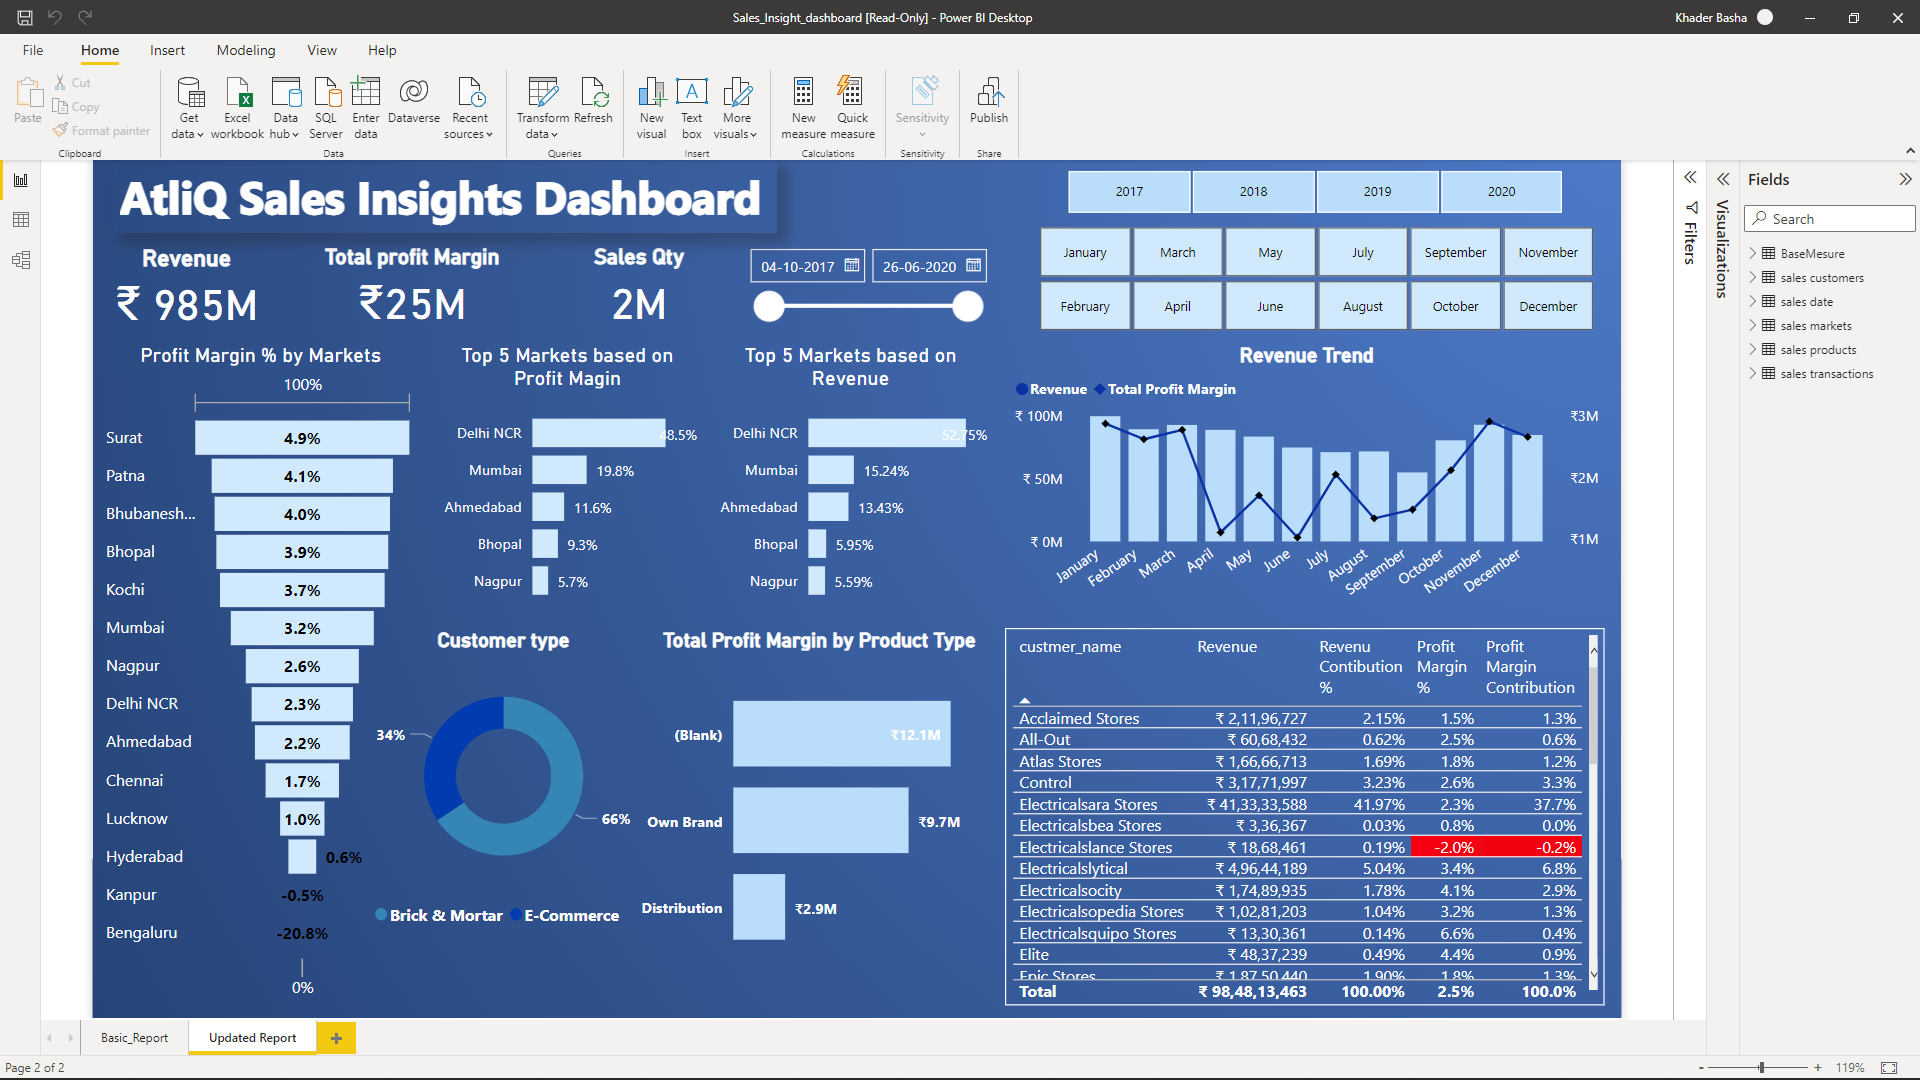 Sales_Insight_dashboard [Read-Only] - Power BI Desktop
Khader Basha
File
Home
Insert
Modeling
View
Help
Paste
Cut
Copy
Format painter
Get data
Excel workbook
Data hub
SQL Server
Enter data
Dataverse
Recent sources
Transform data
Refresh
New visual
Text box
More visuals
New measure
Quick measure
Sensitivity
Publish
Clipboard
Data
Queries
Insert
Calculations
Sensitivity
Share
AtliQ Sales Insights Dashboard
2017
2018
2019
2020
Revenue
₹ 985M
Total profit Margin
₹25M
Sales Qty
2M
04-10-2017
26-06-2020
January
March
May
July
September
November
February
April
June
August
October
December
Profit Margin % by Markets
100%
Surat 4.9%
Patna 4.1%
Bhubanesh... 4.0%
Bhopal 3.9%
Kochi 3.7%
Mumbai 3.2%
Nagpur 2.6%
Delhi NCR 2.3%
Ahmedabad 2.2%
Chennai 1.7%
Lucknow 1.0%
Hyderabad 0.6%
Kanpur -0.5%
Bengaluru -20.8%
0%
Top 5 Markets based on
Profit Magin
Delhi NCR 48.5%
Mumbai 19.8%
Ahmedabad 11.6%
Bhopal 9.3%
Nagpur 5.7%
Top 5 Markets based on
Revenue
Delhi NCR 52.75%
Mumbai 15.24%
Ahmedabad 13.43%
Bhopal 5.95%
Nagpur 5.59%
Revenue Trend
Revenue
Total Profit Margin
₹ 100M
₹ 50M
₹ 0M
₹3M
₹2M
₹1M
January
February
March
April
May
June
July
August
September
October
November
December
Customer type
34%
66%
Brick & Mortar
E-Commerce
Total Profit Margin by Product Type
(Blank) ₹12.1M
Own Brand ₹9.7M
Distribution ₹2.9M
custmer_name Revenue Revenu Contibution % Profit Margin % Profit Margin Contribution
Acclaimed Stores ₹ 2,11,96,727 2.15% 1.5% 1.3%
All-Out ₹ 60,68,432 0.62% 2.5% 0.6%
Atlas Stores ₹ 1,66,66,713 1.69% 1.8% 1.2%
Control ₹ 3,17,71,997 3.23% 2.6% 3.3%
Electricalsara Stores ₹ 41,33,33,588 41.97% 2.3% 37.7%
Electricalsbea Stores ₹ 3,36,367 0.03% 0.8% 0.0%
Electricalslance Stores ₹ 18,68,461 0.19% -2.0% -0.2%
Electricalslytical ₹ 4,96,44,189 5.04% 3.4% 6.8%
Electricalsocity ₹ 1,74,89,935 1.78% 4.1% 2.9%
Electricalsopedia Stores ₹ 1,02,81,203 1.04% 3.2% 1.3%
Electricalsquipo Stores ₹ 13,30,361 0.14% 6.6% 0.4%
Elite ₹ 48,37,239 0.49% 4.4% 0.9%
Epic Stores ₹ 1,87,50,440 1.90% 1.8% 1.3%
Total ₹ 98,48,13,463 100.00% 2.5% 100.0%
Filters
Visualizations
Fields
Search
BaseMesure
sales customers
sales date
sales markets
sales products
sales transactions
Basic_Report
Updated Report
Page 2 of 2
119%